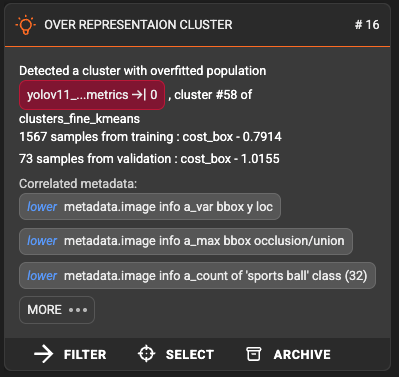 OVER REPRESENTAION CLUSTER # 16
Detected a cluster with overfitted population
yolov11_...metrics →| 0 , cluster #58 of
clusters_fine_kmeans
1567 samples from training : cost_box - 0.7914
73 samples from validation : cost_box - 1.0155
Correlated metadata:
lower metadata.image info a_var bbox y loc
lower metadata.image info a_max bbox occlusion/union
lower metadata.image info a_count of 'sports ball' class (32)
MORE •••
FILTER SELECT ARCHIVE